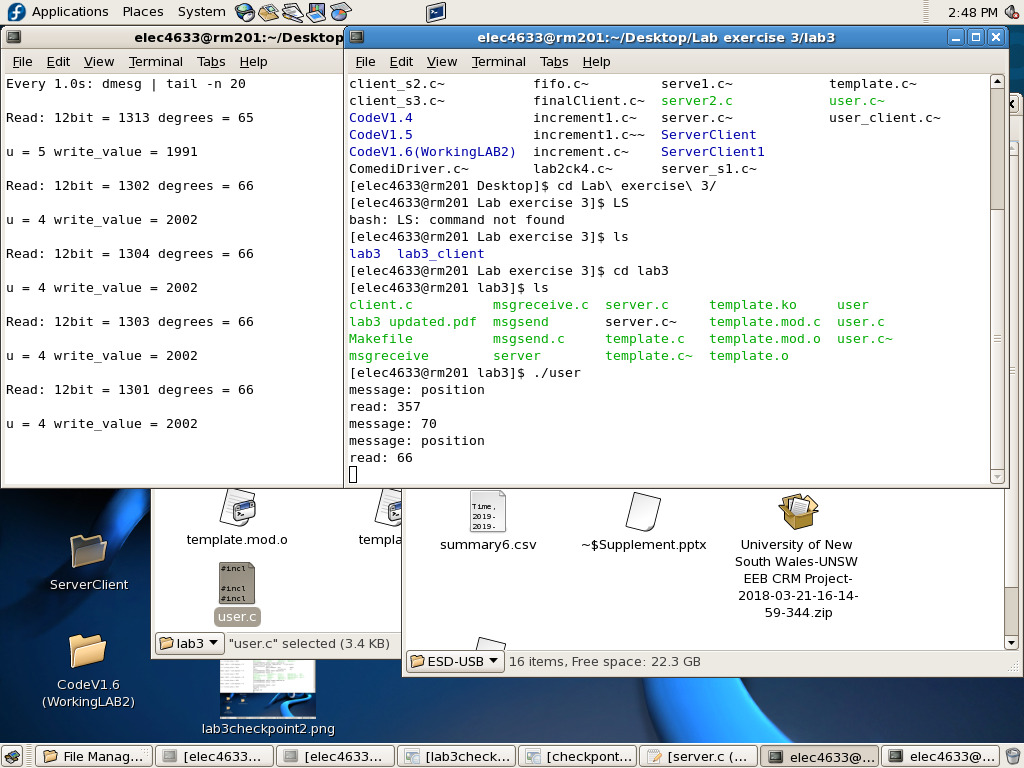 Applications Places System 2:48 PM
elec4633@rm201:~/Desktop
File Edit View Terminal Tabs Help
Every 1.0s: dmesg | tail -n 20
Read: 12bit = 1313 degrees = 65
u = 5 write_value = 1991
Read: 12bit = 1302 degrees = 66
u = 4 write_value = 2002
Read: 12bit = 1304 degrees = 66
u = 4 write_value = 2002
Read: 12bit = 1303 degrees = 66
u = 4 write_value = 2002
Read: 12bit = 1301 degrees = 66
u = 4 write_value = 2002
elec4633@rm201:~/Desktop/Lab exercise 3/lab3
File Edit View Terminal Tabs Help
client_s2.c~ fifo.c~ serve1.c~ template.c~
client_s3.c~ finalClient.c~ server2.c user.c~
CodeV1.4 increment1.c~ server.c~ user_client.c~
CodeV1.5 increment1.c~~ ServerClient
CodeV1.6(WorkingLAB2) increment.c~ ServerClient1
ComediDriver.c~ lab2ck4.c~ server_s1.c~
[elec4633@rm201 Desktop]$ cd Lab\ exercise\ 3/
[elec4633@rm201 Lab exercise 3]$ LS
bash: LS: command not found
[elec4633@rm201 Lab exercise 3]$ ls
lab3 lab3_client
[elec4633@rm201 Lab exercise 3]$ cd lab3
[elec4633@rm201 lab3]$ ls
client.c msgreceive.c server.c template.ko user
lab3 updated.pdf msgsend server.c~ template.mod.c user.c
Makefile msgsend.c template.c template.mod.o user.c~
msgreceive server template.c~ template.o
[elec4633@rm201 lab3]$ ./user
message: position
read: 357
message: 70
message: position
read: 66
template.mod.o templa
#incl
#incl
#incl
user.c
lab3 "user.c" selected (3.4 KB)
Time,
2019-
2019-
summary6.csv
~$Supplement.pptx
University of New
South Wales-UNSW
EEB CRM Project-
2018-03-21-16-14-
59-344.zip
ESD-USB 16 items, Free space: 22.3 GB
ServerClient
CodeV1.6
(WorkingLAB2)
lab3checkpoint2.png
File Manag... [elec4633... [elec4633... [lab3check... [checkpont... [server.c (... elec4633@... elec4633@...